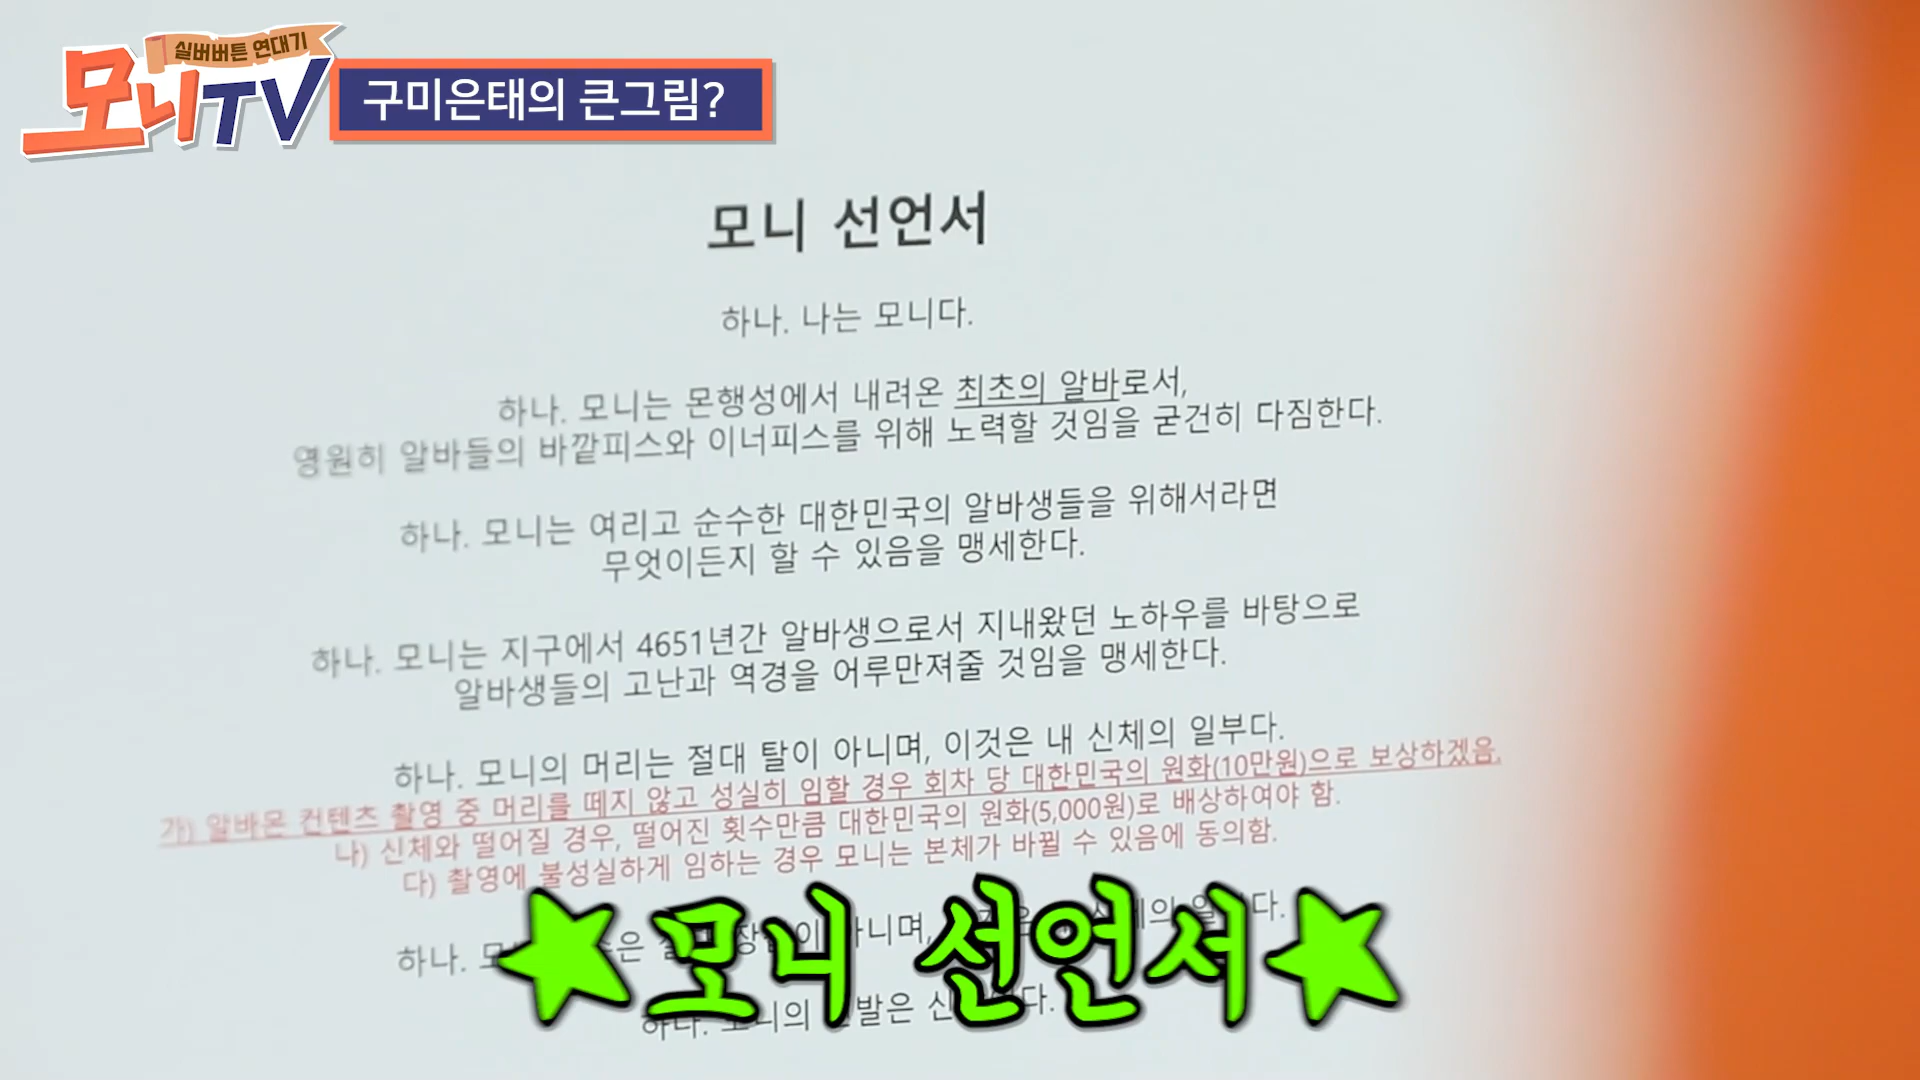 실버버튼 연대기
모니TV
구미은태의 큰그림?
모니 선언서
하나. 나는 모니다.
하나. 모니는 몬행성에서 내려온 최초의 알바로서,
영원히 알바들의 바깥피스와 이너피스를 위해 노력할 것임을 굳건히 다짐한다.
하나. 모니는 여리고 순수한 대한민국의 알바생들을 위해서라면
무엇이든지 할 수 있음을 맹세한다.
하나. 모니는 지구에서 4651년간 알바생으로서 지내왔던 노하우를 바탕으로
알바생들의 고난과 역경을 어루만져줄 것임을 맹세한다.
하나. 모니의 머리는 절대 탈이 아니며, 이것은 내 신체의 일부다.
가) 알바몬 컨텐츠 촬영 중 머리를 떼지 않고 성실히 임할 경우 회차 당 대한민국의 원화(10만원)으로 보상하겠음.
나) 신체와 떨어질 경우, 떨어진 횟수만큼 대한민국의 원화(5,000원)로 배상하여야 함.
다) 촬영에 불성실하게 임하는 경우 모니는 본체가 바뀔 수 있음에 동의함.
하나. 아니며,
하나. 모니의
★모니 선언서★